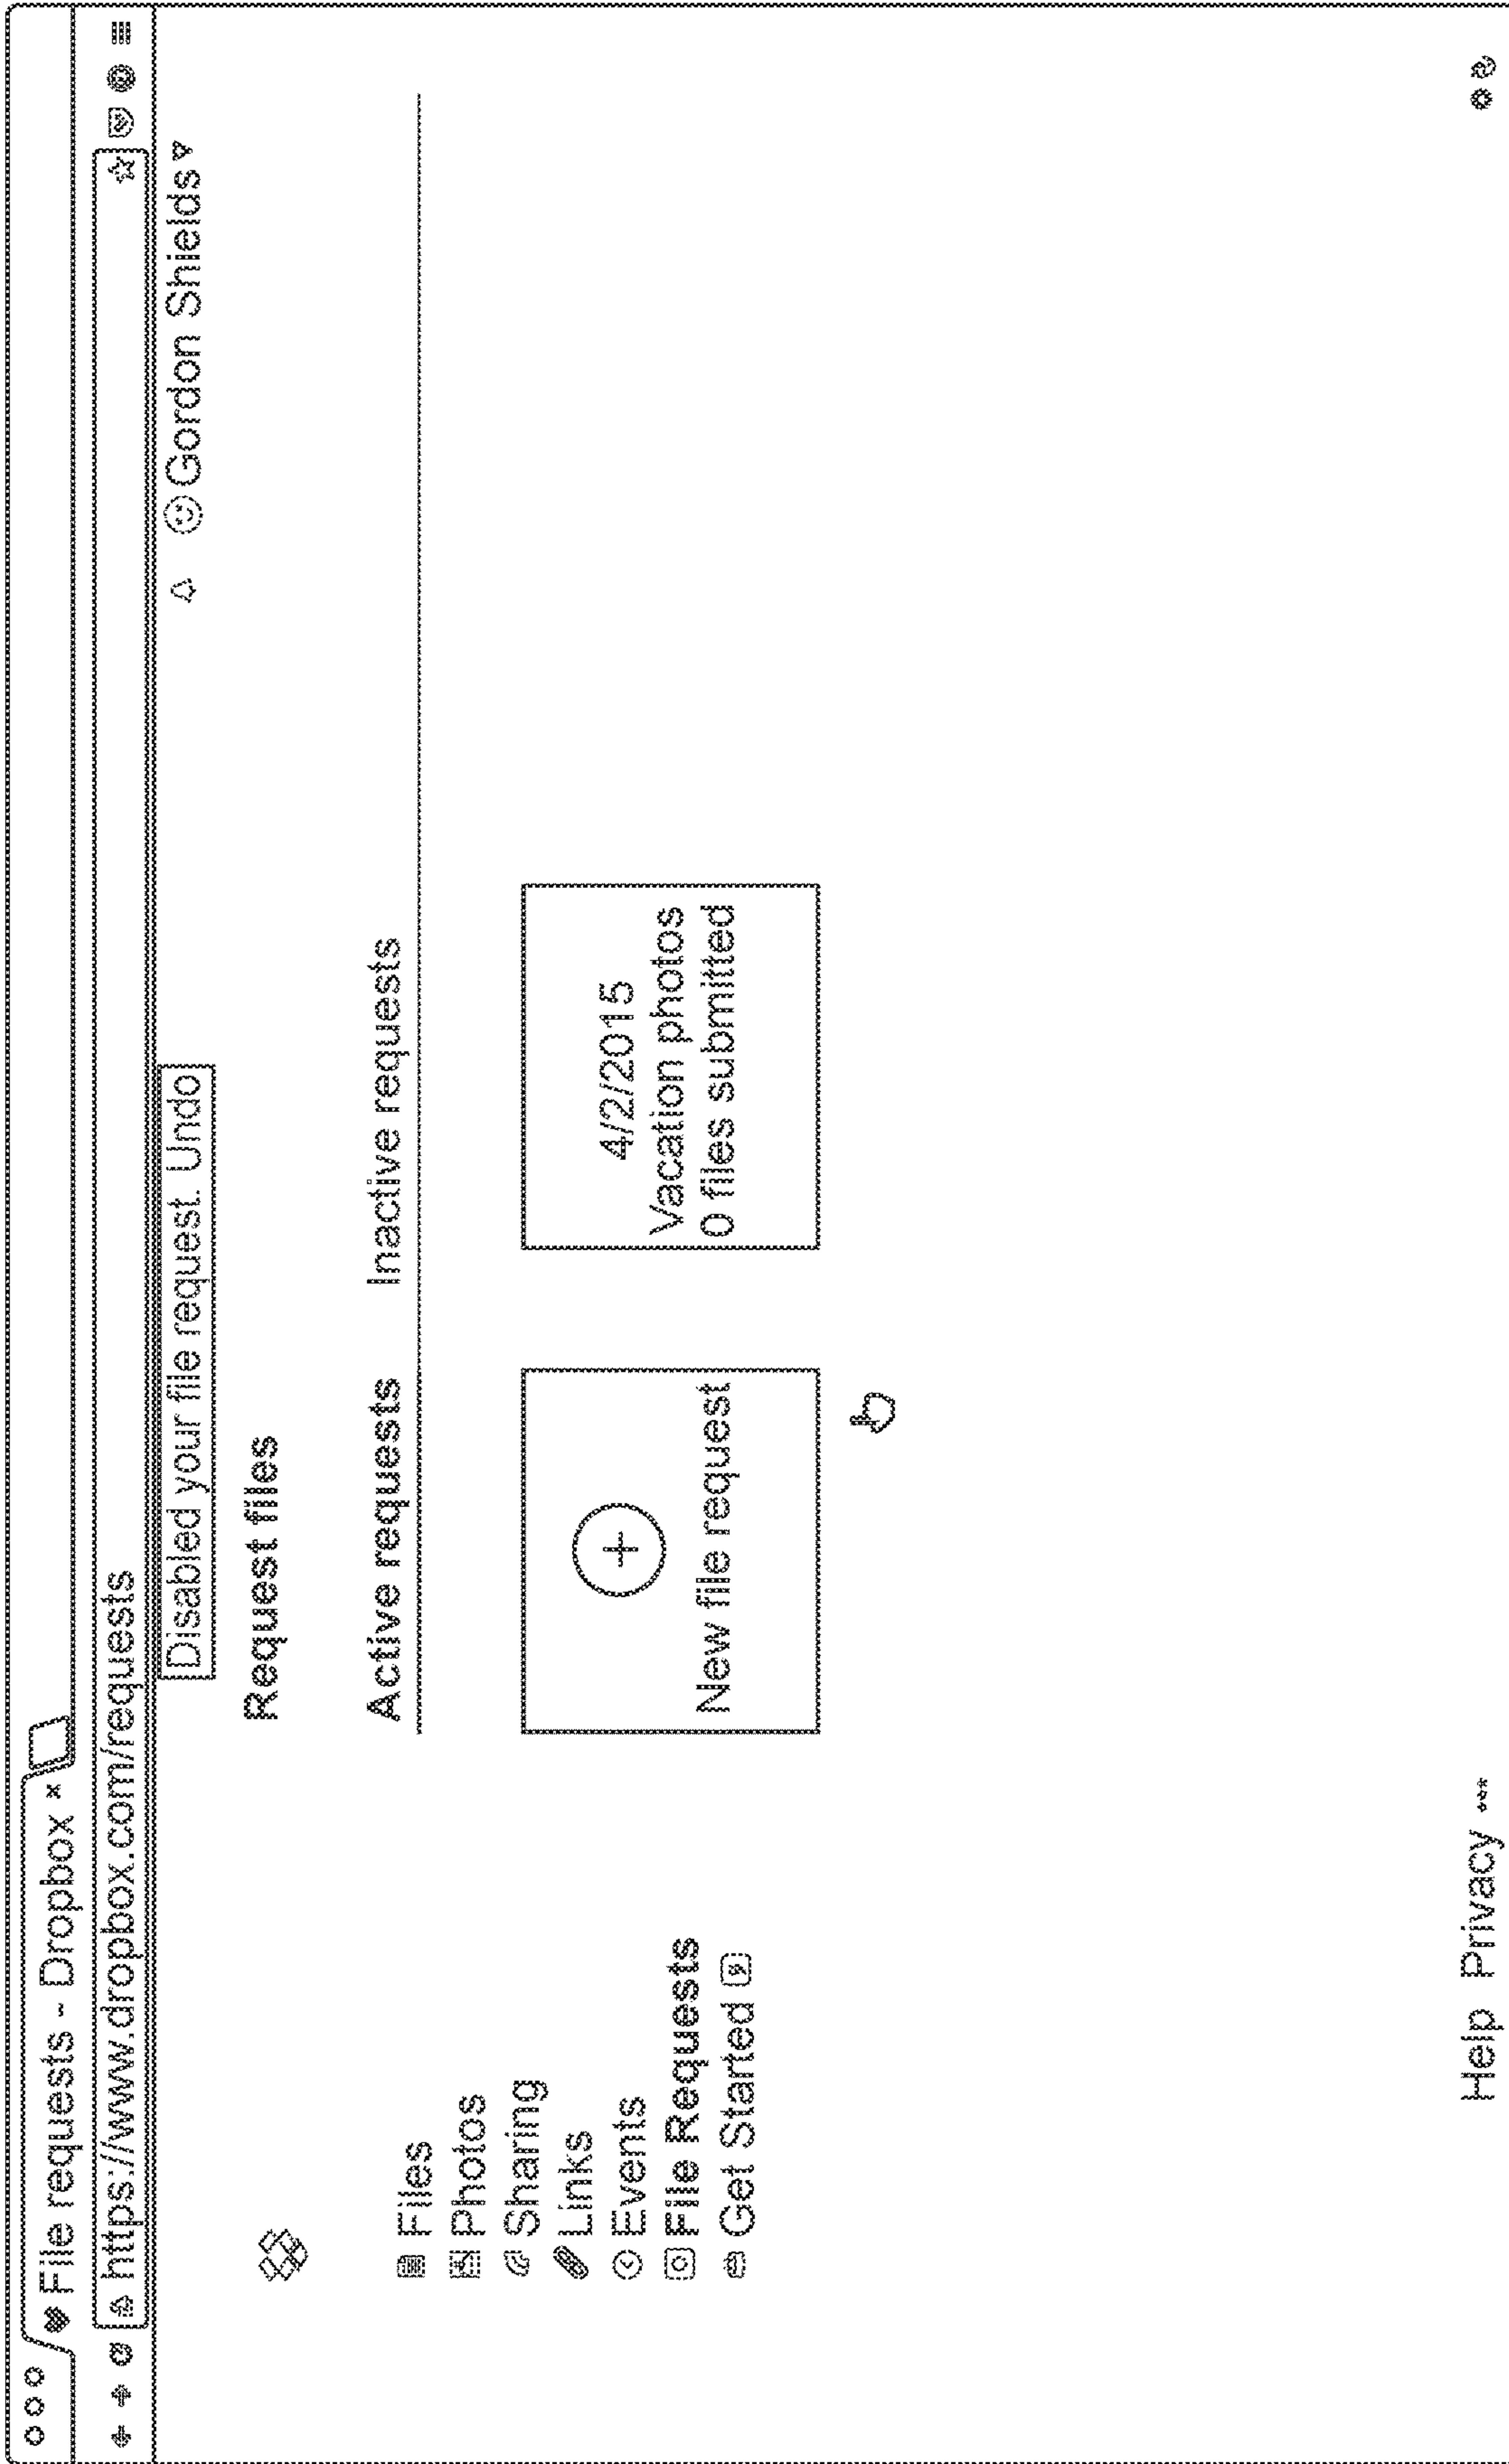 File requests - Dropbox
https://www.dropbox.com/requests
Disabled your file request. Undo
Gordon Shields
Request files
Active requests
Inactive requests
Files
Photos
Sharing
Links
Events
File Requests
Get Started
New file request
4/2/2015
Vacation photos
0 files submitted
Help Privacy •••